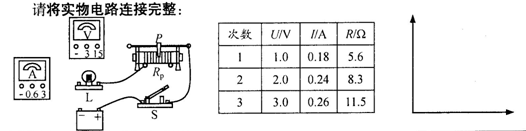 请将实物电路连接完整：
V
- 3 15
P
A
- 0.6 3
L
Rp
S
- +
次数 U/V I/A R/Ω
1 1.0 0.18 5.6
2 2.0 0.24 8.3
3 3.0 0.26 11.5